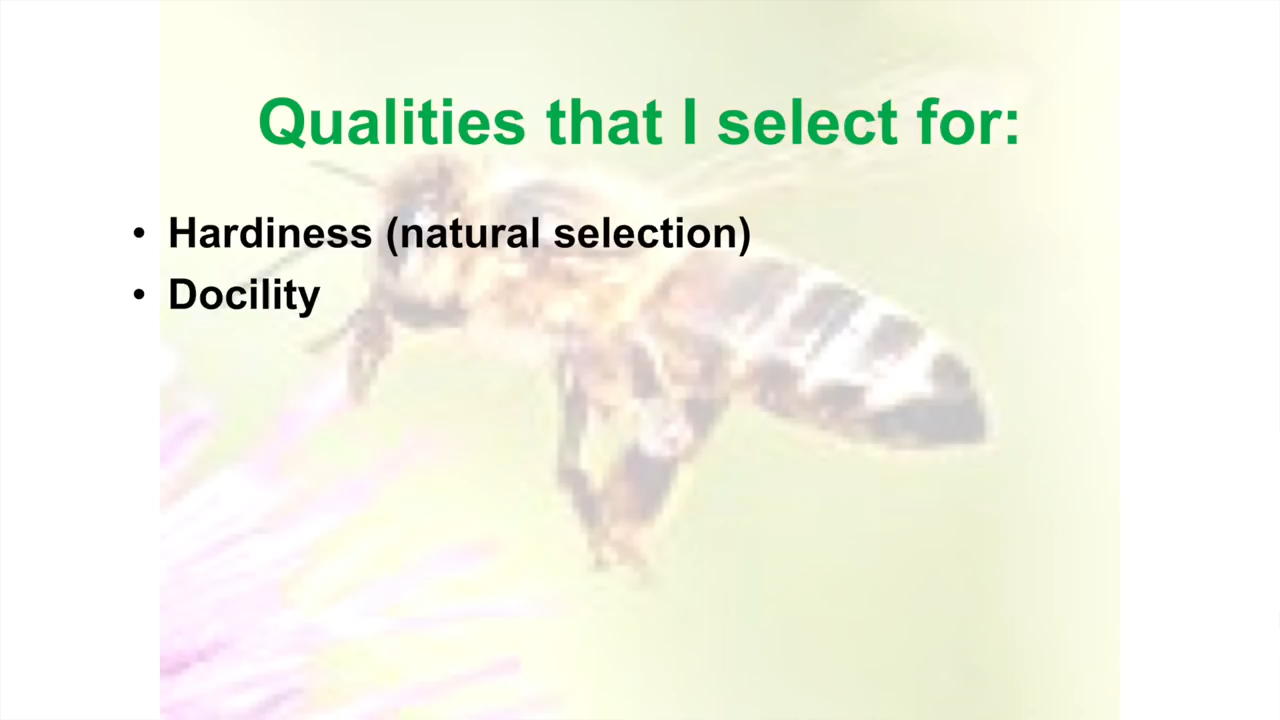 Qualities that I select for:
• Hardiness (natural selection)
• Docility